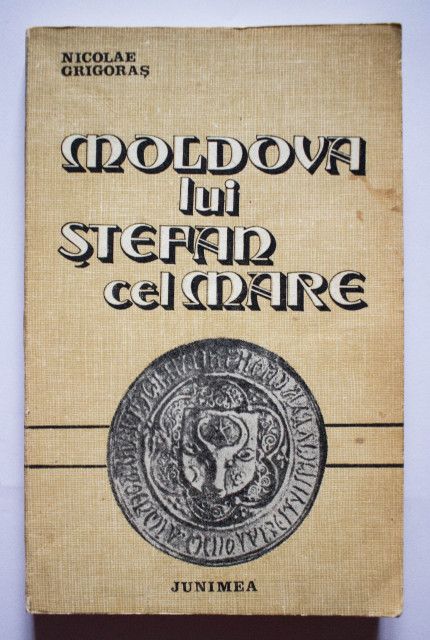 NICOLAE
GRIGORAȘ
MOLDOVA
lui
ȘTEFAN
cel MARE
JUNIMEA